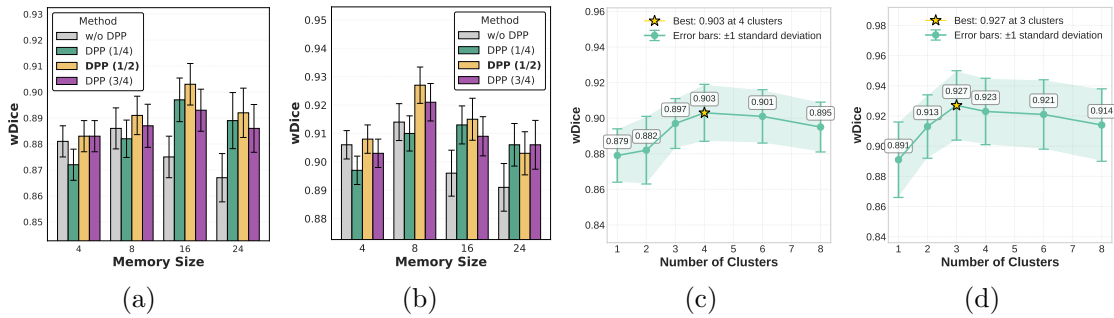 0.93
0.92
0.91
0.90
0.89
0.88
0.87
0.86
0.85
wDice
Method
w/o DPP
DPP (1/4)
DPP (1/2)
DPP (3/4)
4
8
16
24
Memory Size
(a)
0.95
0.94
0.93
0.92
0.91
0.90
0.89
0.88
wDice
Method
w/o DPP
DPP (1/4)
DPP (1/2)
DPP (3/4)
4
8
16
24
Memory Size
(b)
0.96
0.94
0.92
0.90
0.88
0.86
0.84
wDice
Best: 0.903 at 4 clusters
Error bars: ±1 standard deviation
0.879
0.882
0.897
0.903
0.901
0.895
1
2
3
4
5
6
7
8
Number of Clusters
(c)
0.98
0.96
0.94
0.92
0.90
0.88
0.86
0.84
wDice
Best: 0.927 at 3 clusters
Error bars: ±1 standard deviation
0.891
0.913
0.927
0.923
0.921
0.914
1
2
3
4
5
6
7
8
Number of Clusters
(d)